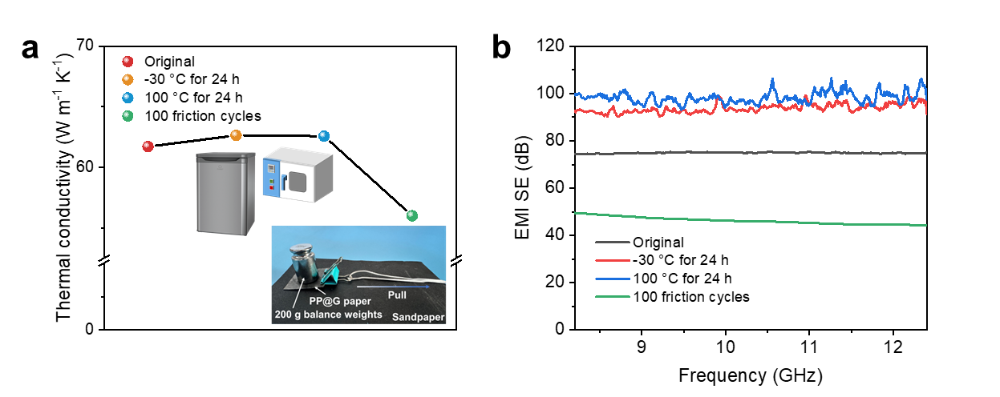 a
70
60
0
Thermal conductivity (W m⁻¹ K⁻¹)
Original
-30 °C for 24 h
100 °C for 24 h
100 friction cycles
Pull
PP@G paper
200 g balance weights
Sandpaper
b
120
100
80
60
40
20
0
EMI SE (dB)
Original
-30 °C for 24 h
100 °C for 24 h
100 friction cycles
9 10 11 12
Frequency (GHz)